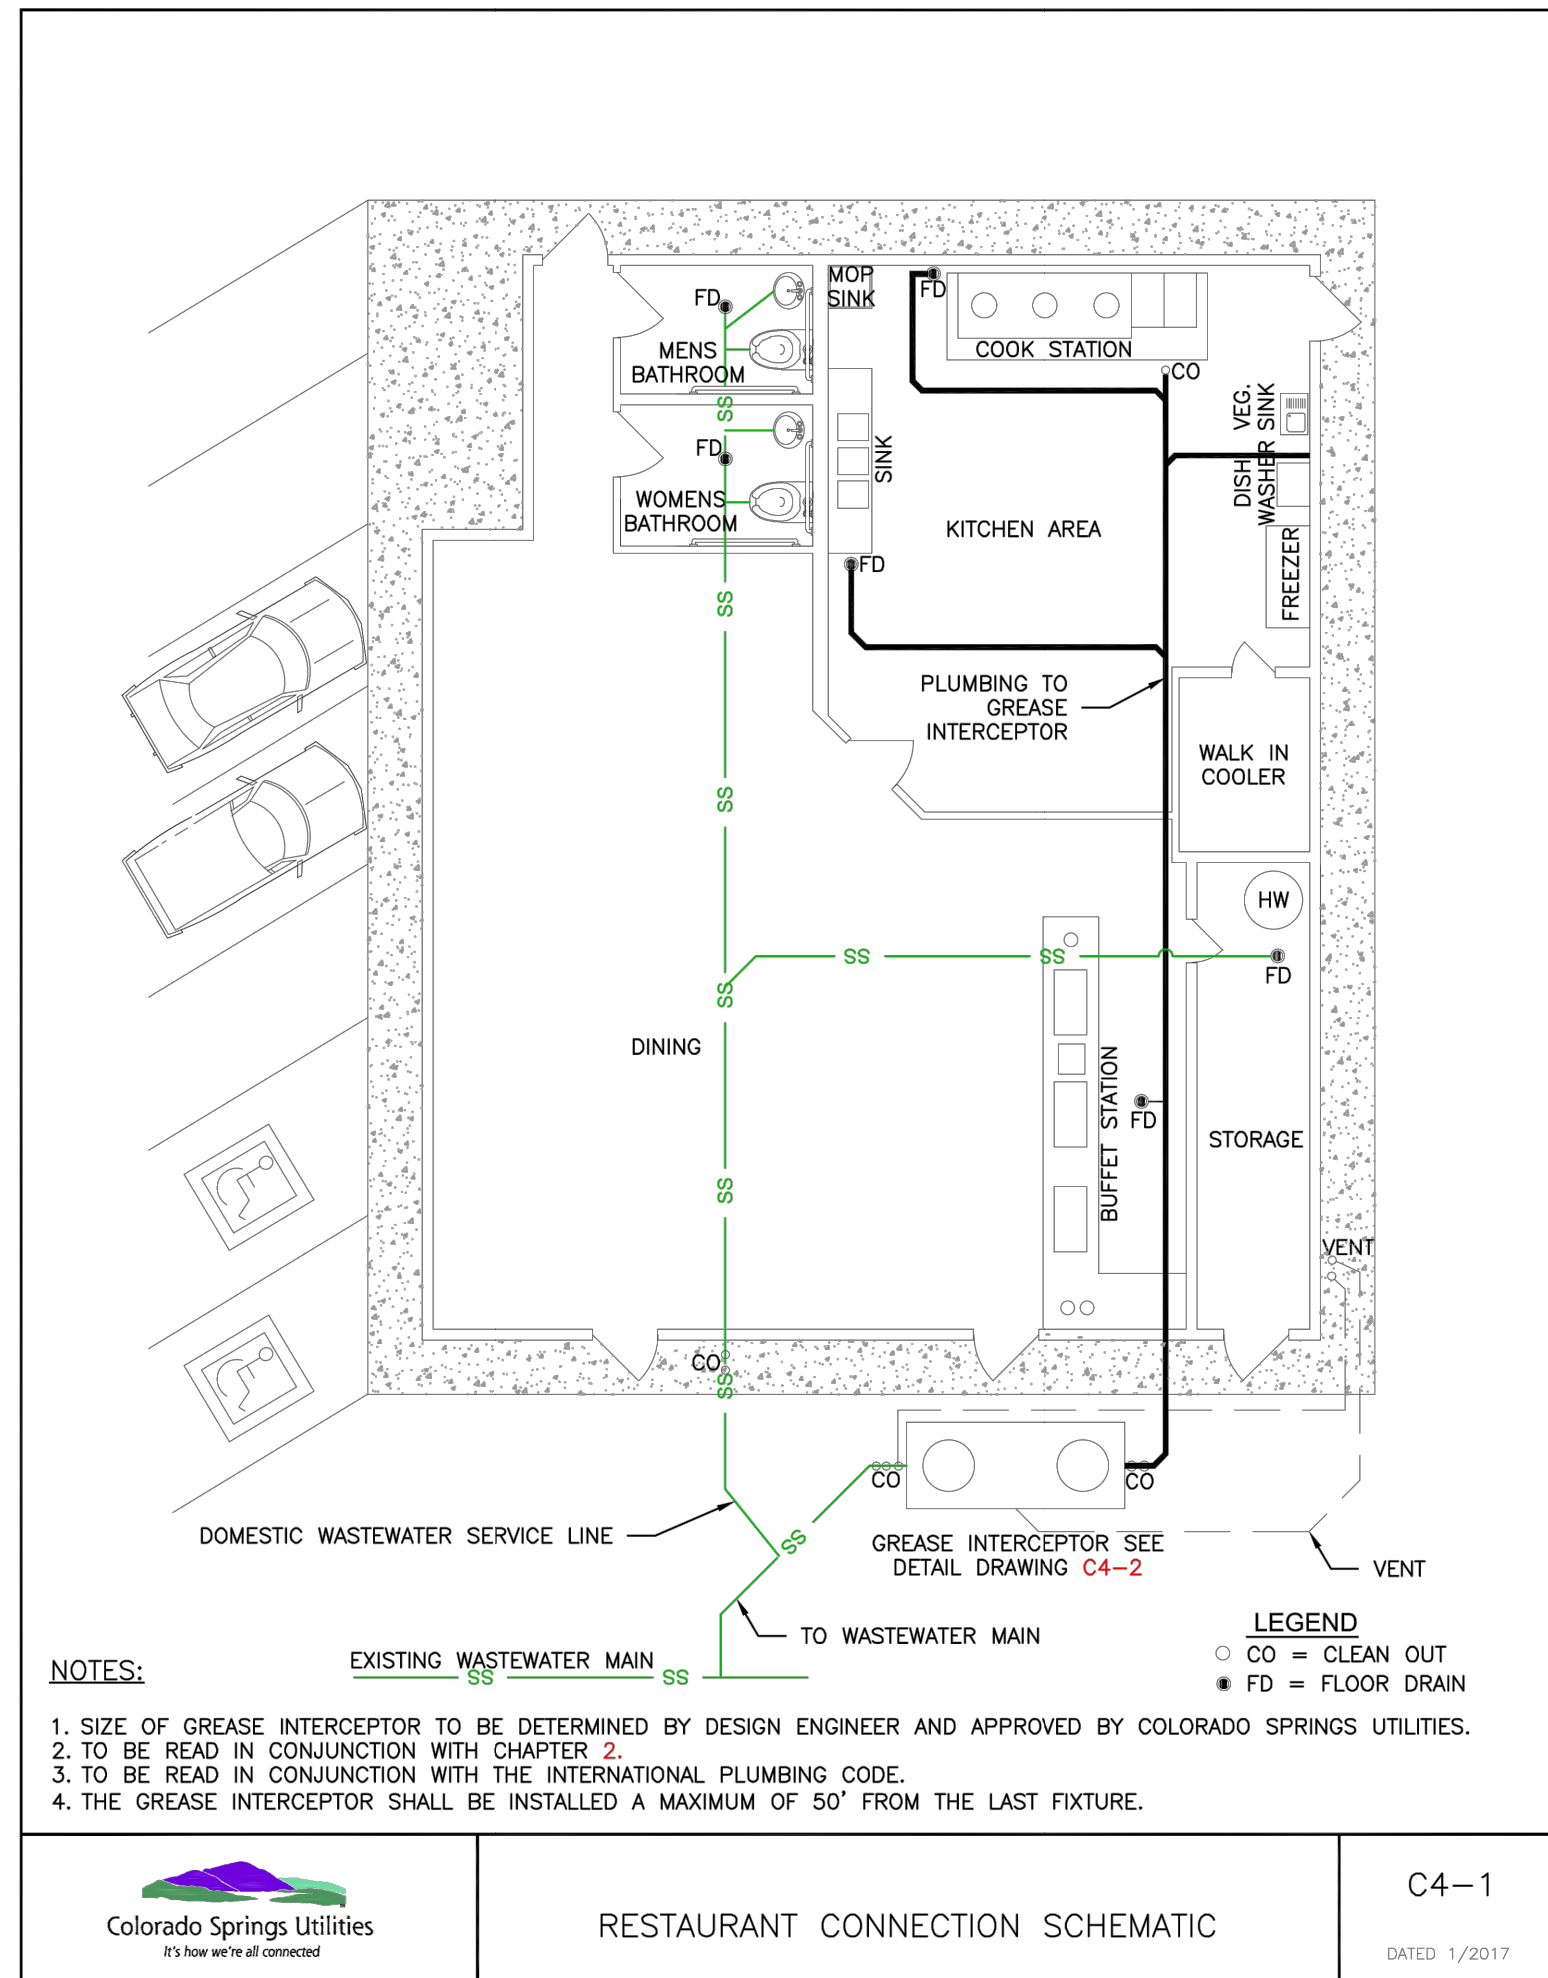 FD
MENS
BATHROOM
SS
FD
WOMENS
BATHROOM
MOP
SINK
FD
COOK STATION
CO
VEG.
SINK
DISH
WASHER
FREEZER
SINK
KITCHEN AREA
FD
PLUMBING TO
GREASE
INTERCEPTOR
WALK IN
COOLER
HW
FD
SS
SS
SS
SS
SS
DINING
BUFFET STATION
FD
STORAGE
SS
VENT
CO
SS
CO
CO
DOMESTIC WASTEWATER SERVICE LINE
SS
GREASE INTERCEPTOR SEE
DETAIL DRAWING C4-2
VENT
TO WASTEWATER MAIN
EXISTING WASTEWATER MAIN
SS
SS
LEGEND
CO = CLEAN OUT
FD = FLOOR DRAIN
NOTES:
1. SIZE OF GREASE INTERCEPTOR TO BE DETERMINED BY DESIGN ENGINEER AND APPROVED BY COLORADO SPRINGS UTILITIES.
2. TO BE READ IN CONJUNCTION WITH CHAPTER 2.
3. TO BE READ IN CONJUNCTION WITH THE INTERNATIONAL PLUMBING CODE.
4. THE GREASE INTERCEPTOR SHALL BE INSTALLED A MAXIMUM OF 50' FROM THE LAST FIXTURE.
Colorado Springs Utilities
It's how we're all connected
RESTAURANT CONNECTION SCHEMATIC
C4-1
DATED 1/2017